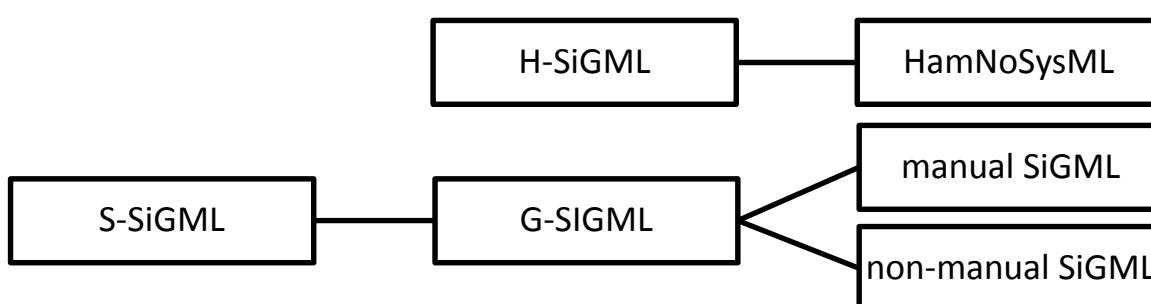 H-SiGML
HamNoSysML
manual SiGML
S-SiGML
G-SIGML
non-manual SiGML